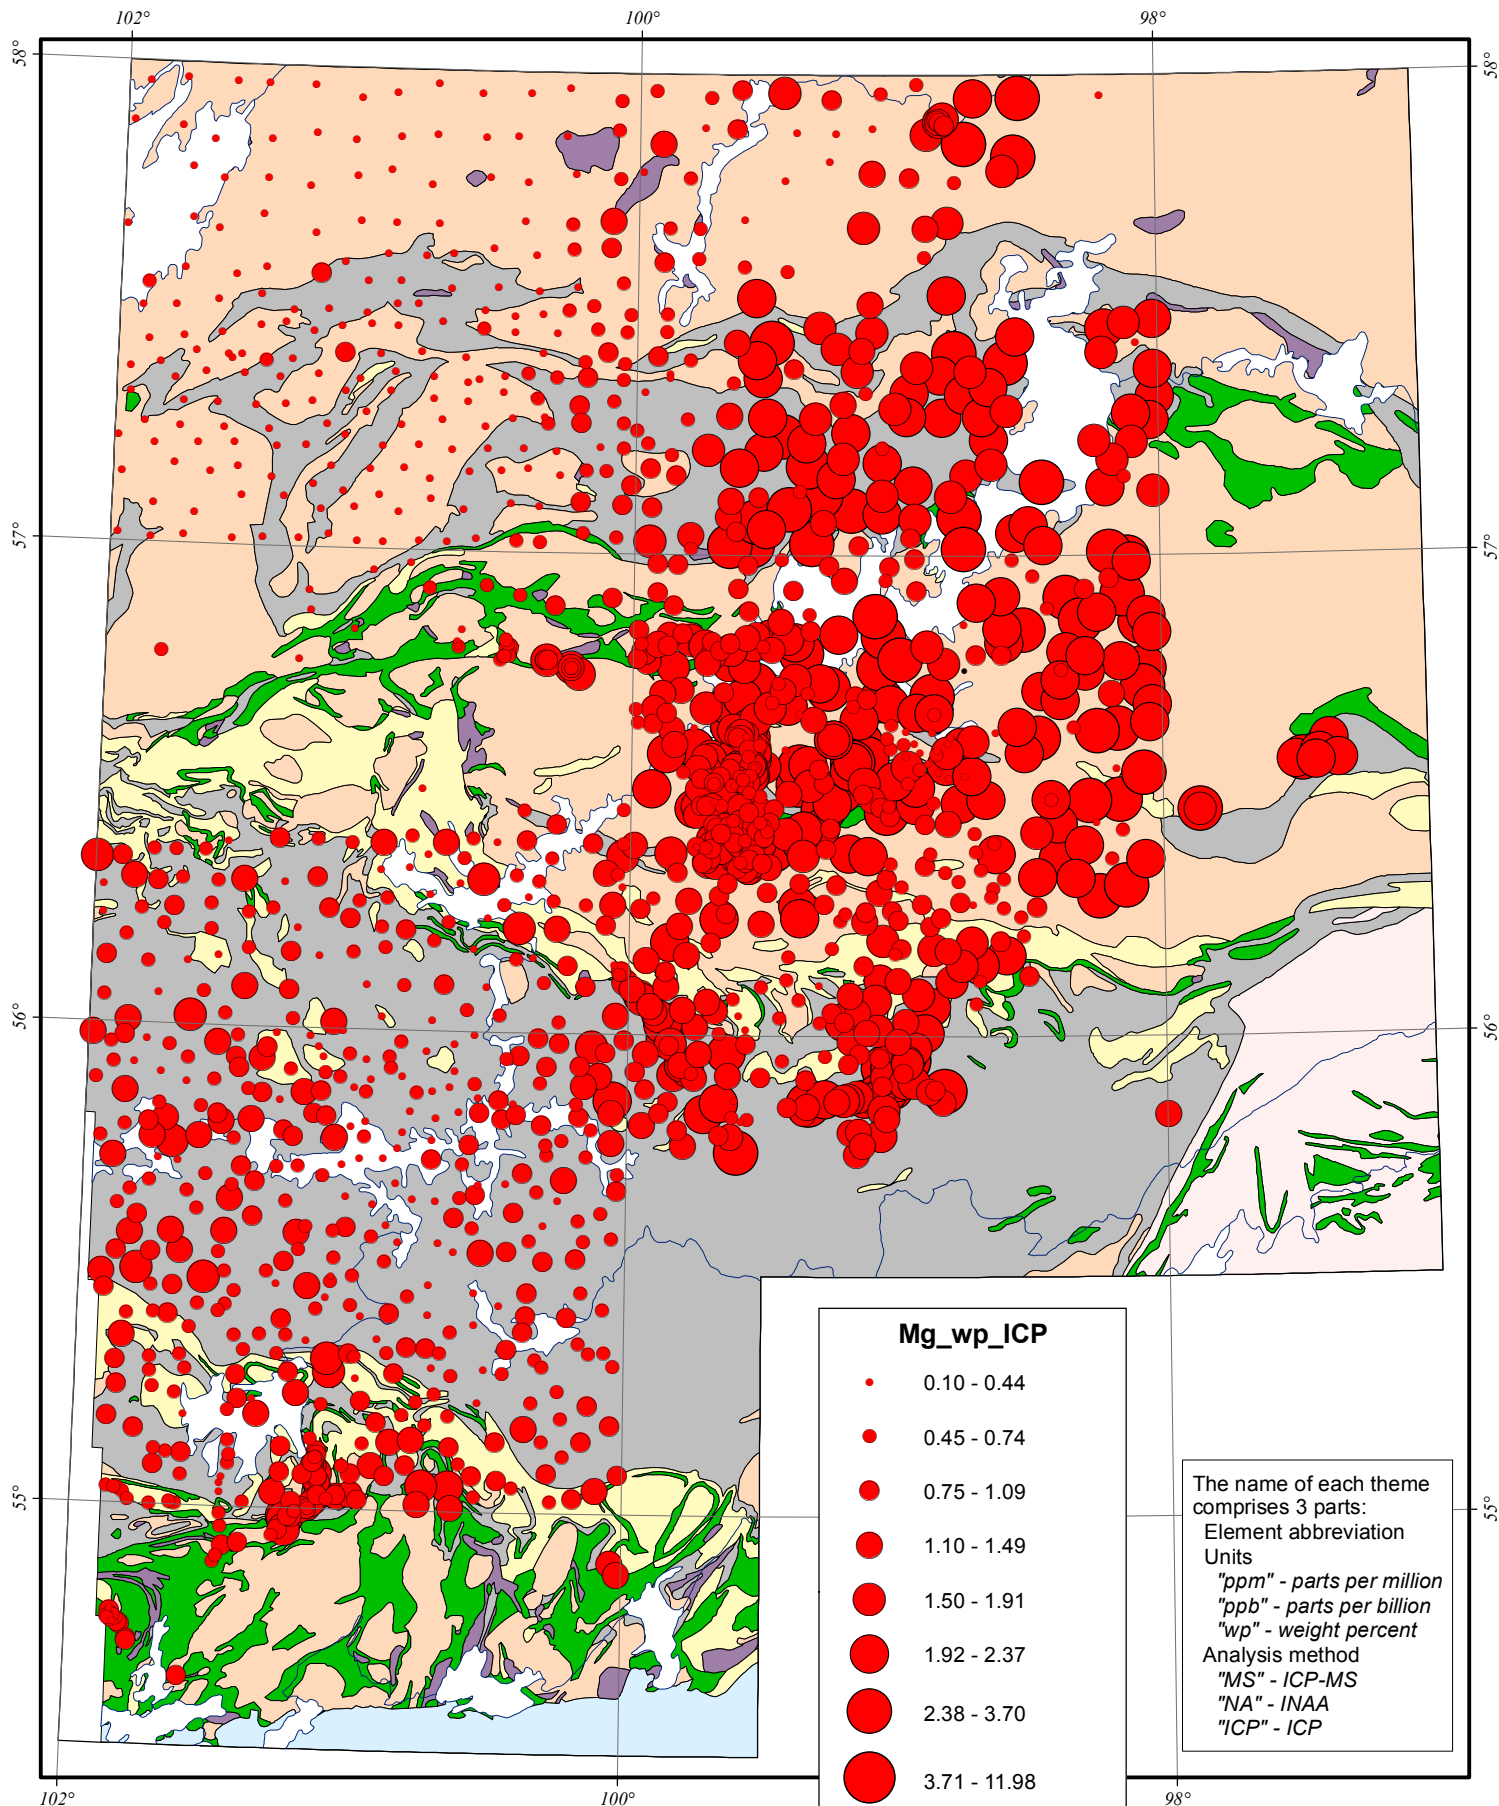 102°
100°
98°
58°
58°
57°
57°
56°
56°
55°
55°
Mg_wp_ICP
0.10 - 0.44
0.45 - 0.74
0.75 - 1.09
1.10 - 1.49
1.50 - 1.91
1.92 - 2.37
2.38 - 3.70
3.71 - 11.98
The name of each theme
comprises 3 parts:
Element abbreviation
Units
"ppm" - parts per million
"ppb" - parts per billion
"wp" - weight percent
Analysis method
"MS" - ICP-MS
"NA" - INAA
"ICP" - ICP
102°
100°
98°